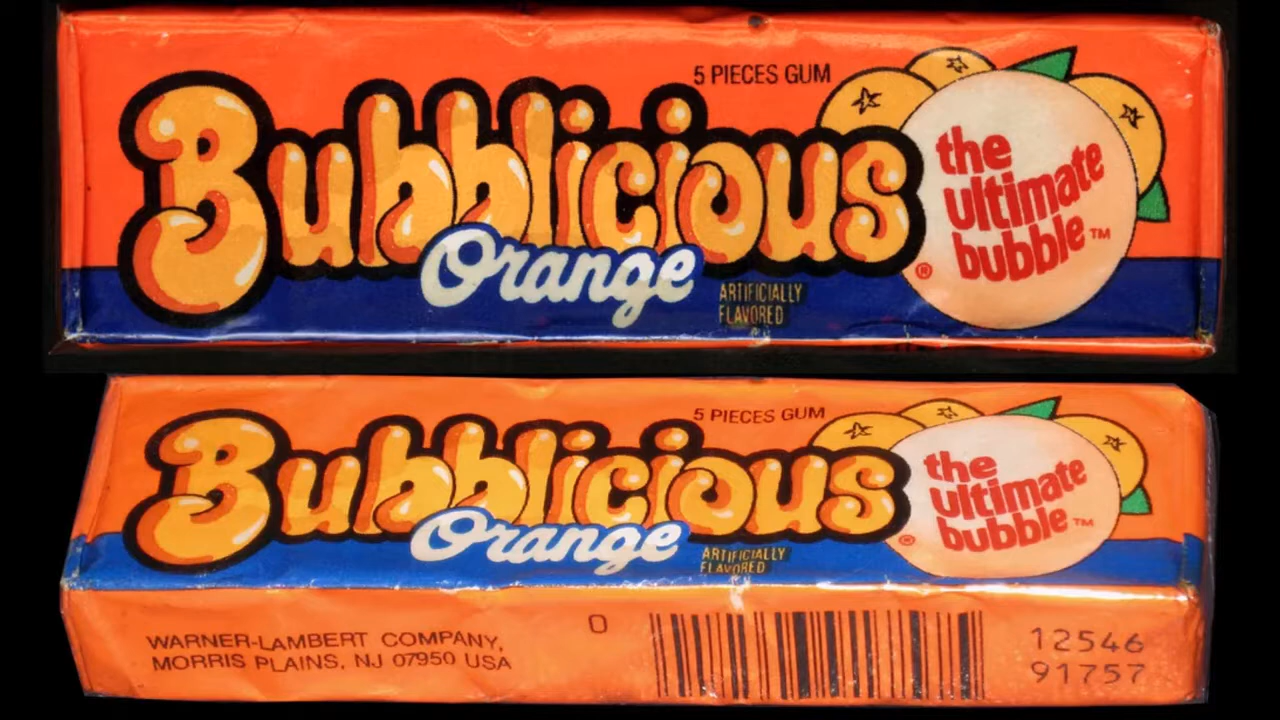 5 PIECES GUM
Bubblicious
Orange
ARTIFICIALLY
FLAVORED
the
ultimate
bubble™
®
5 PIECES GUM
Bubblicious
Orange
ARTIFICIALLY
FLAVORED
the
ultimate
bubble™
®
WARNER-LAMBERT COMPANY,
MORRIS PLAINS, NJ 07950 USA
0
12546
91757